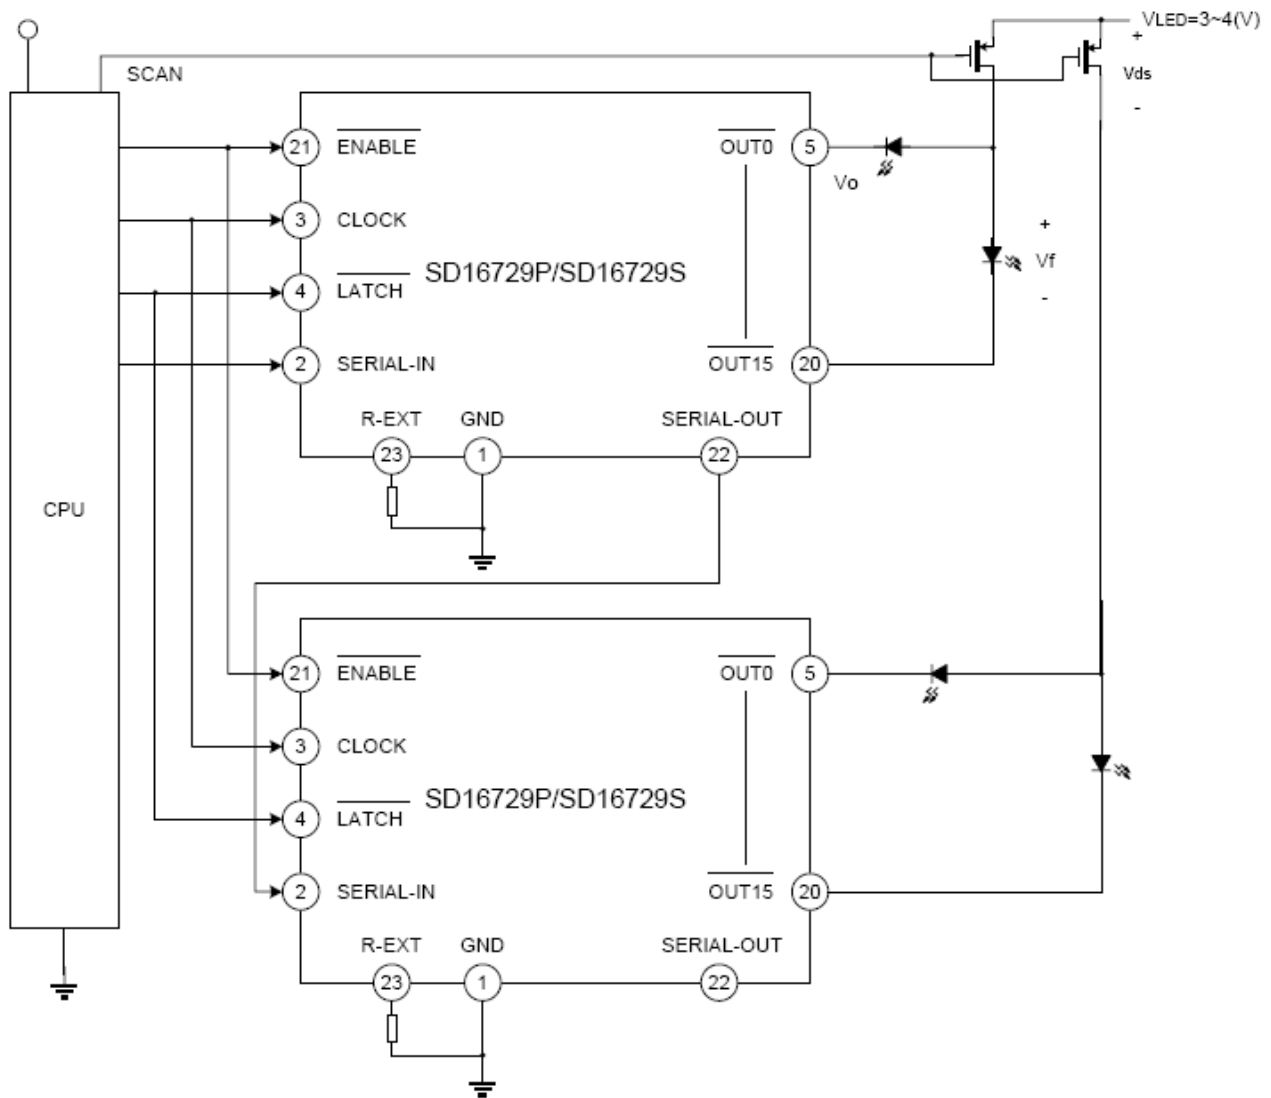 VLED=3~4(V)
+
SCAN
Vds
-
21 ENABLE OUT0 5
Vo
3 CLOCK
+
SD16729P/SD16729S
Vf
4 LATCH
-
2 SERIAL-IN OUT15 20
R-EXT GND SERIAL-OUT
23 1 22
CPU
21 ENABLE OUT0 5
3 CLOCK
SD16729P/SD16729S
4 LATCH
2 SERIAL-IN OUT15 20
R-EXT GND SERIAL-OUT
23 1 22